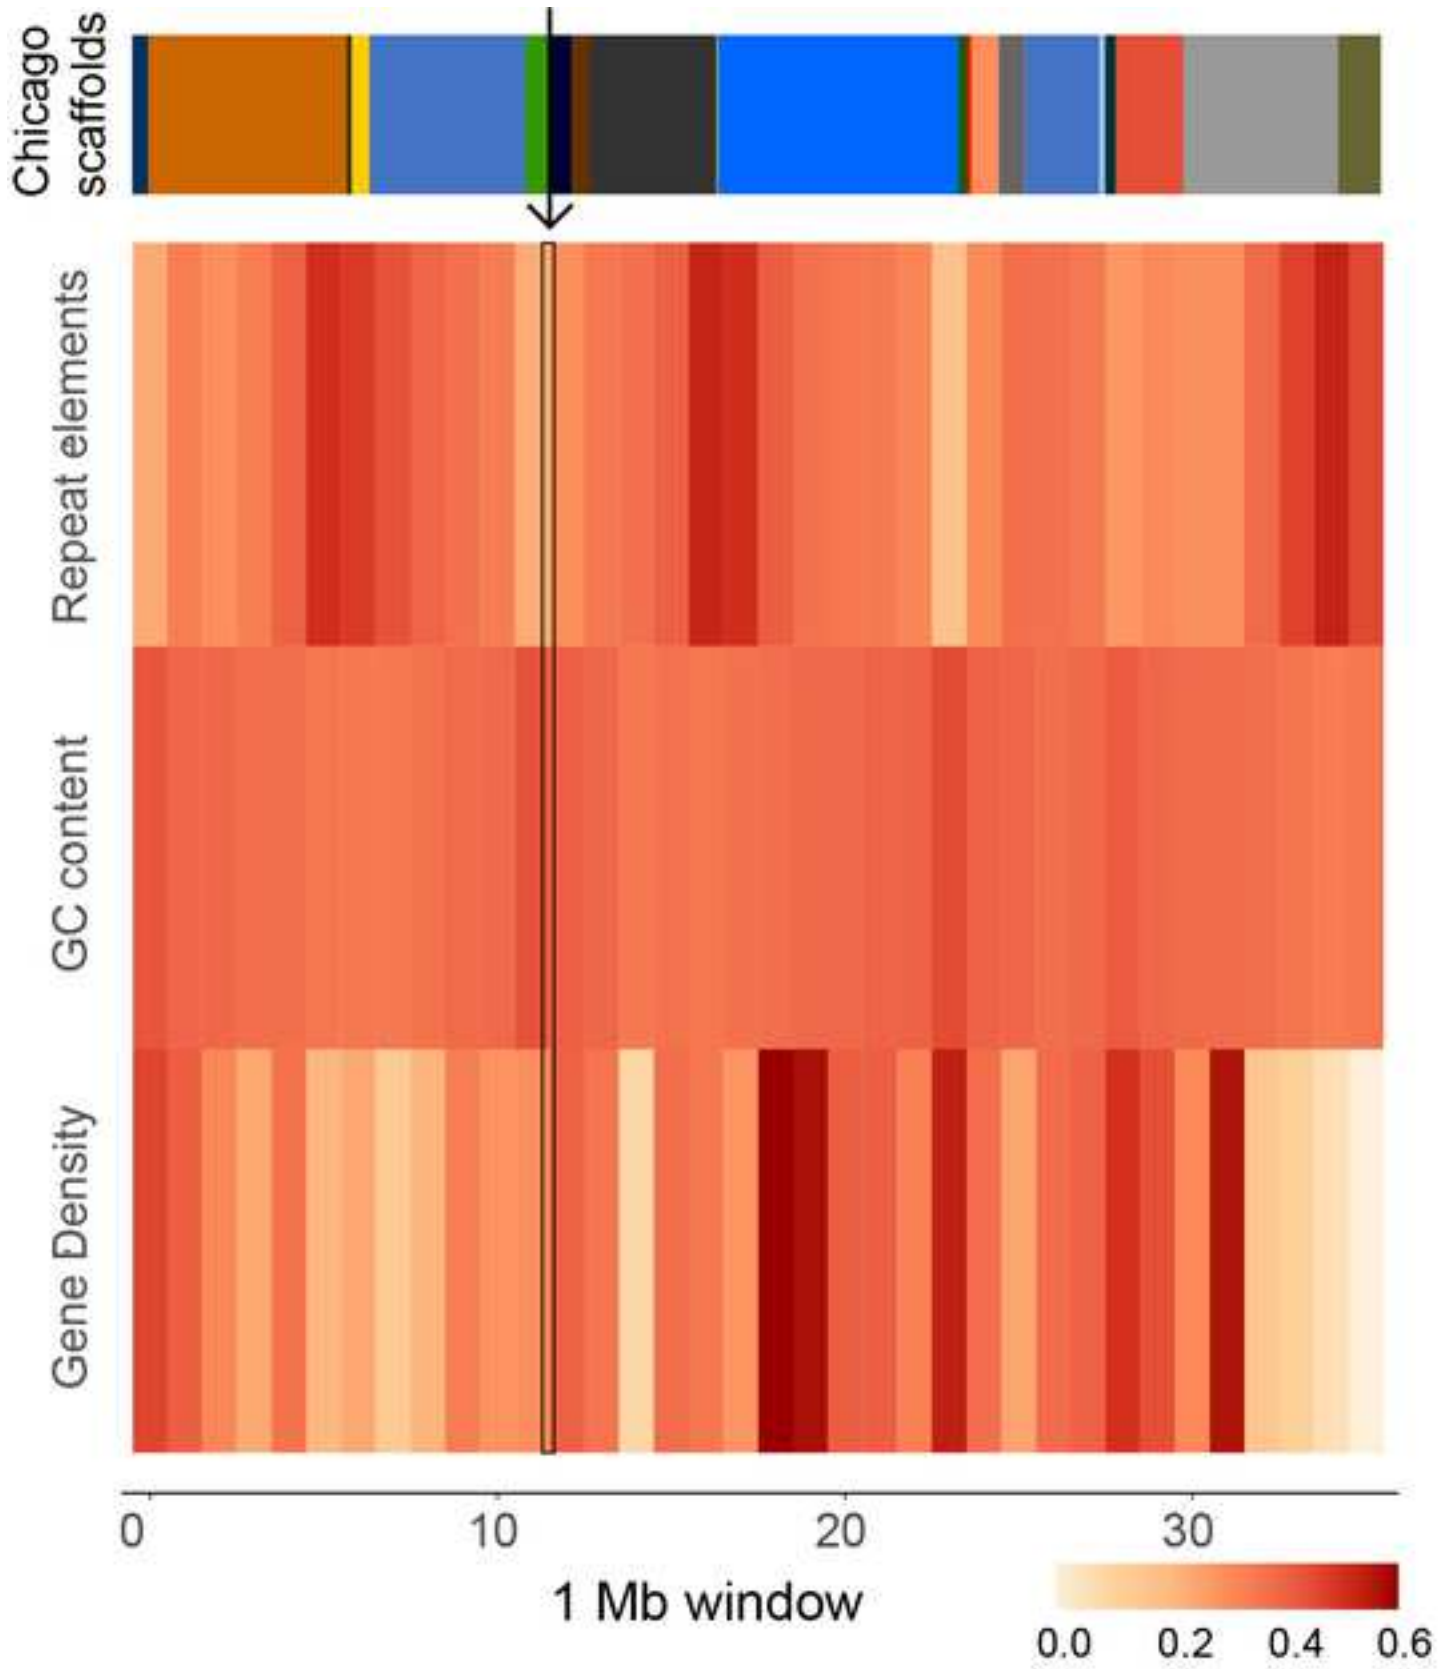 Chicago
scaffolds
Repeat elements
GC content
Gene Density
0 10 20 30
1 Mb window
0.0 0.2 0.4 0.6